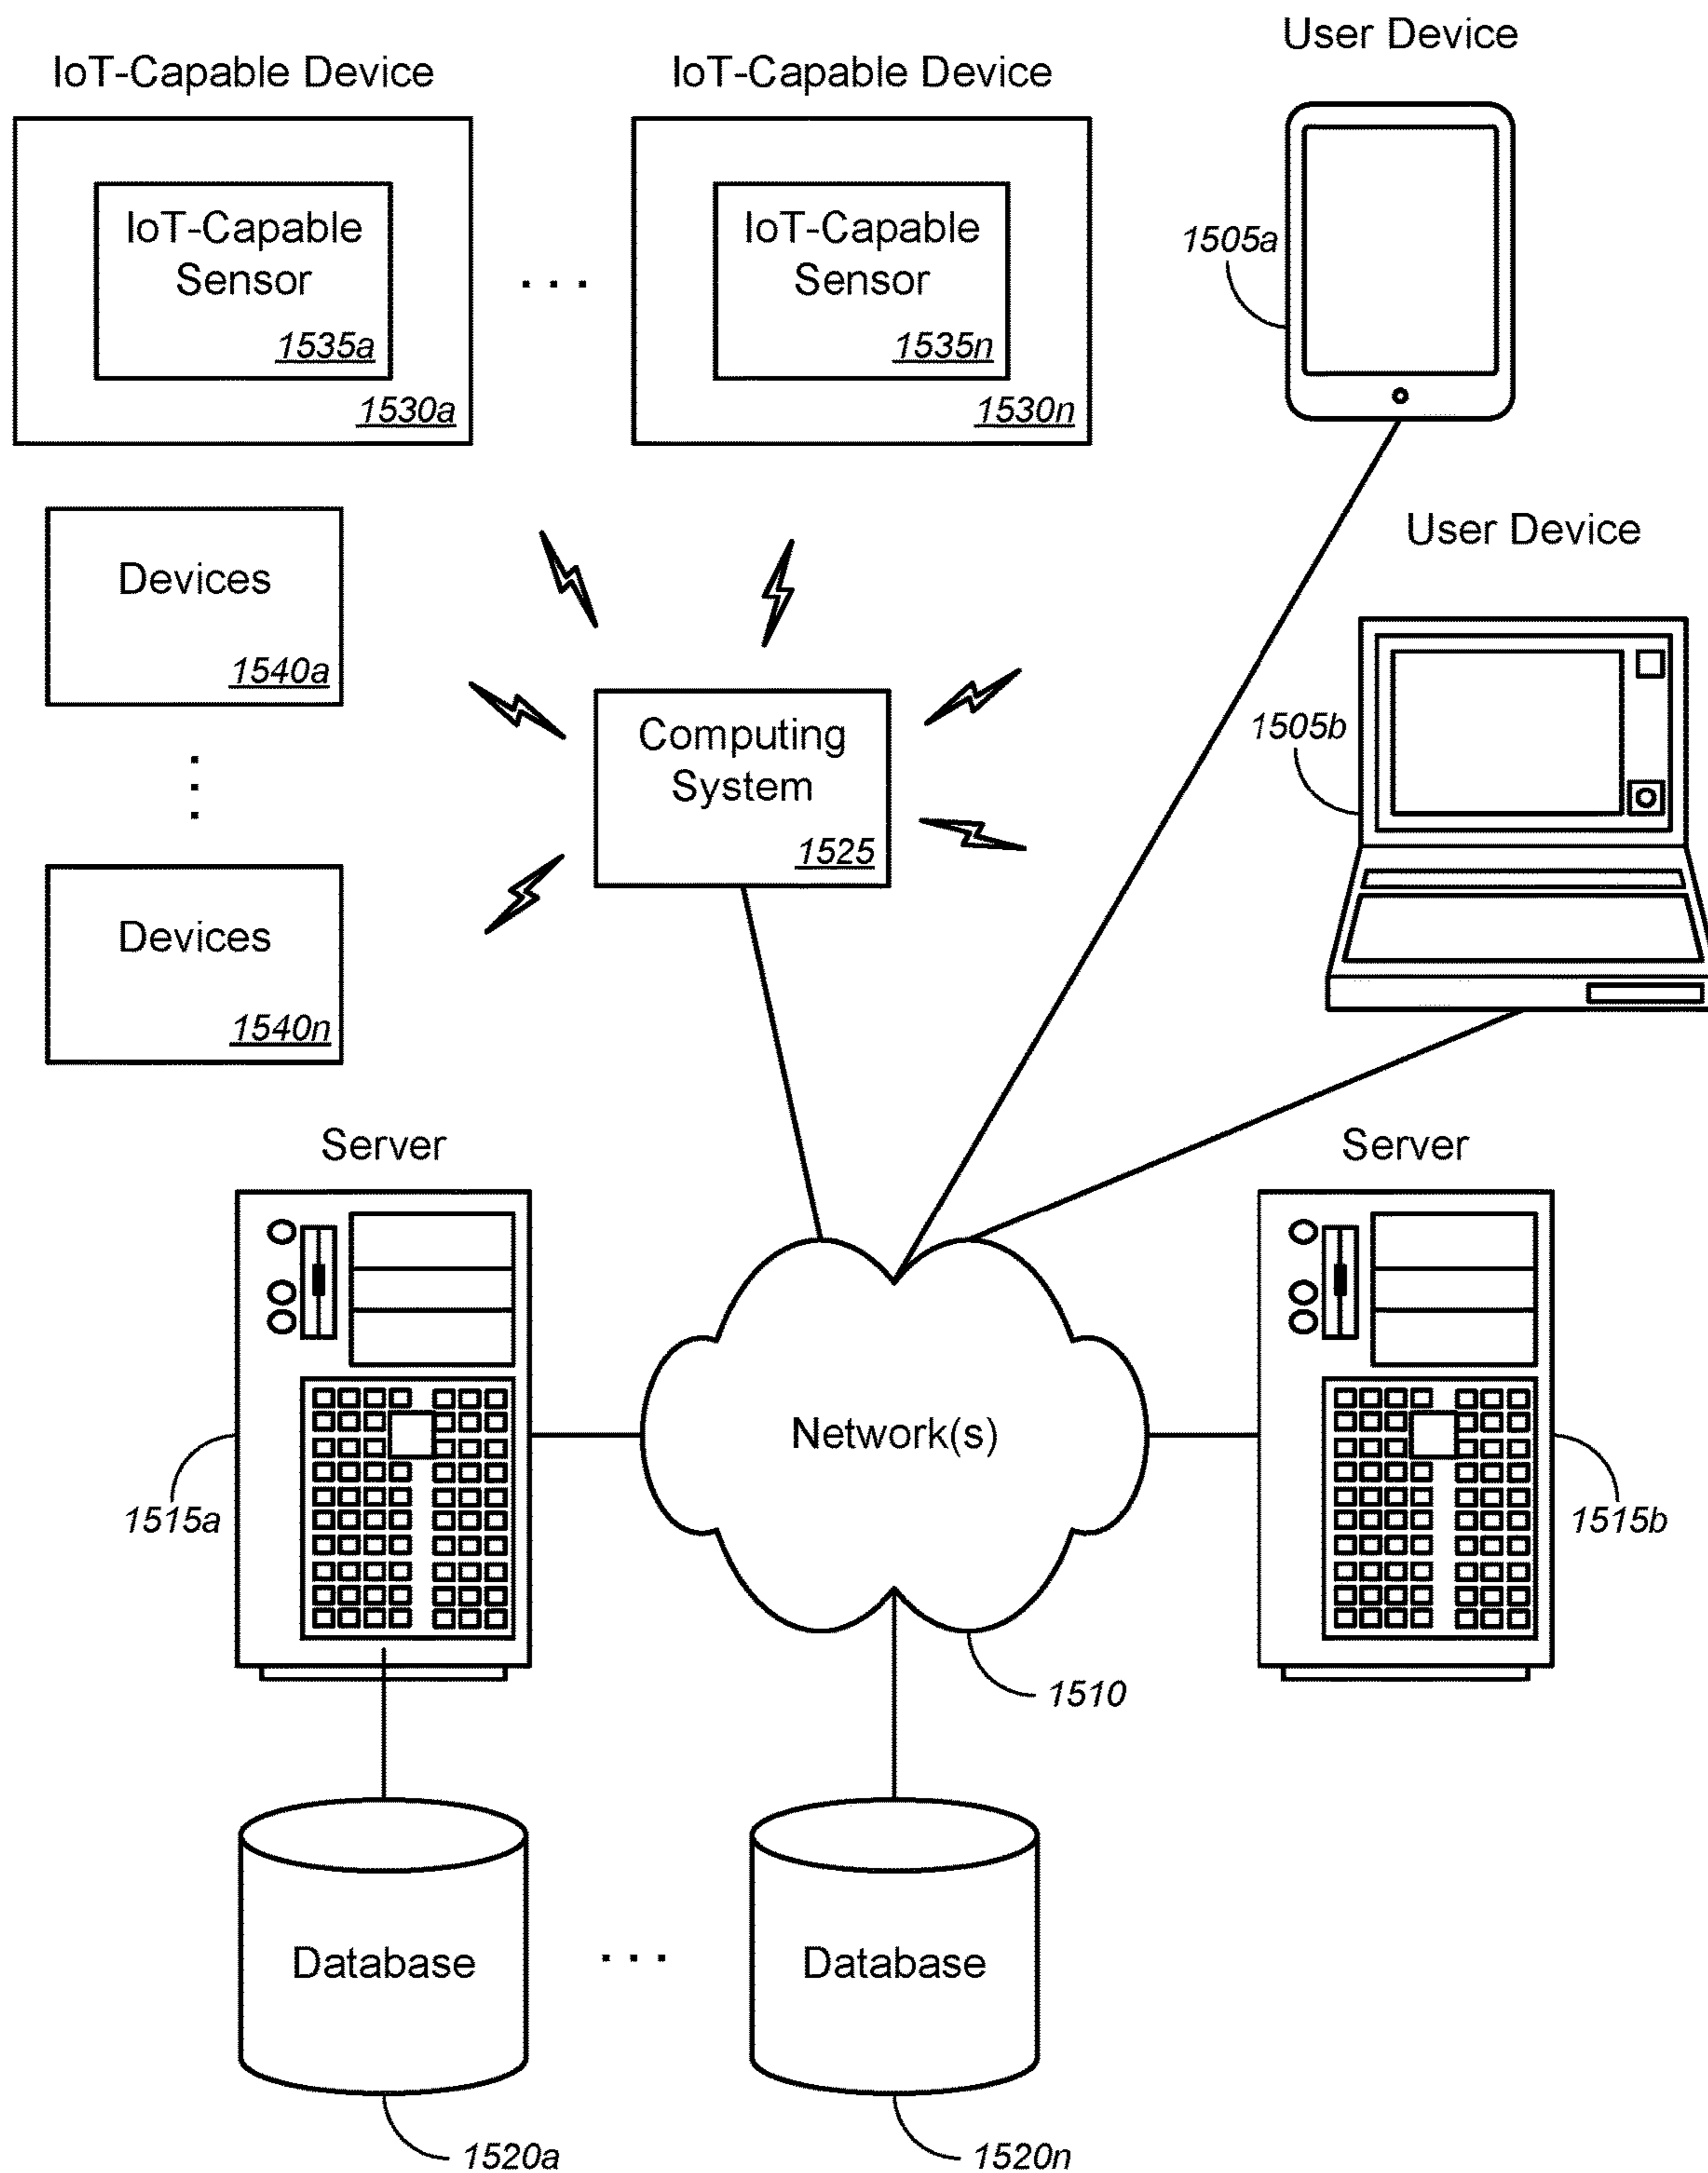 User Device
IoT-Capable Device
IoT-Capable Device
IoT-Capable
Sensor
1535a
1530a
. . .
IoT-Capable
Sensor
1535n
1530n
1505a
User Device
Devices
1540a
Devices
1540n
Computing
System
1525
1505b
Server
Server
1515a
Network(s)
1515b
1510
Database
. . .
Database
1520a
1520n